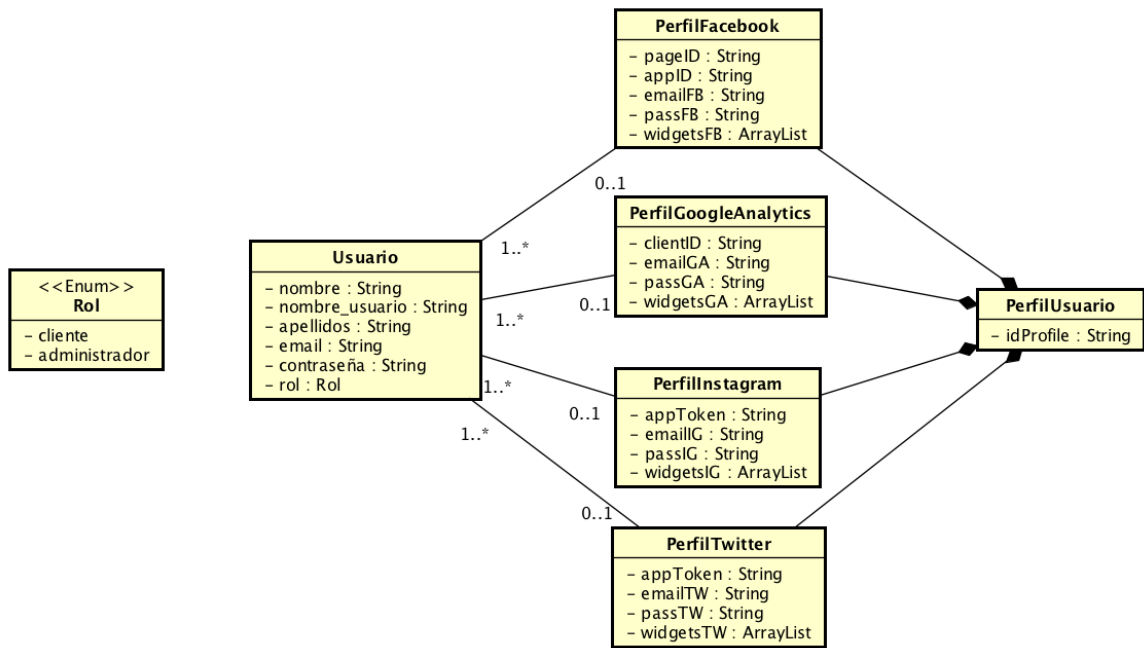 PerfilFacebook
– pageID : String
– appID : String
– emailFB : String
– passFB : String
– widgetsFB : ArrayList
0..1
1..*
PerfilGoogleAnalytics
– clientID : String
– emailGA : String
– passGA : String
– widgetsGA : ArrayList
0..1
1..*
<<Enum>>
Rol
– cliente
– administrador
Usuario
– nombre : String
– nombre_usuario : String
– apellidos : String
– email : String
– contraseña : String
– rol : Rol
PerfilUsuario
– idProfile : String
1..*
0..1
PerfilInstagram
– appToken : String
– emailIG : String
– passIG : String
– widgetsIG : ArrayList
1..*
0..1
PerfilTwitter
– appToken : String
– emailTW : String
– passTW : String
– widgetsTW : ArrayList